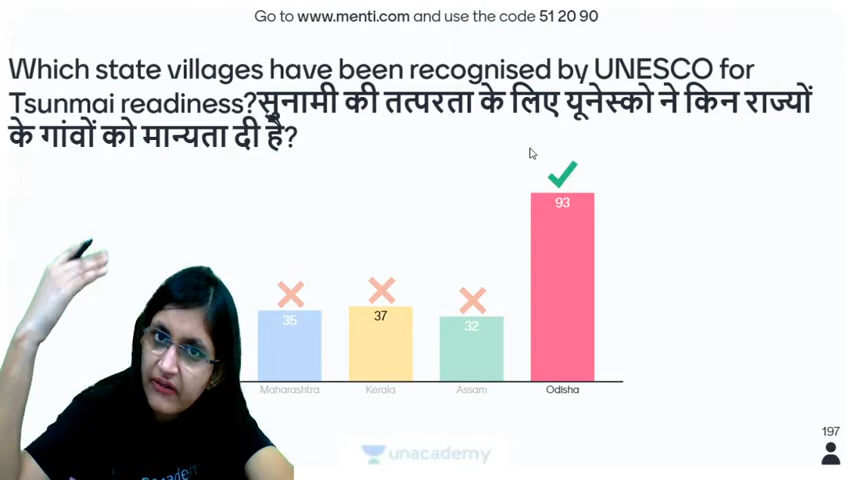 Go to www.menti.com and use the code 51 20 90
Which state villages have been recognised by UNESCO for
Tsunmai readiness?सुनामी की तत्परता के लिए यूनेस्को ने किन राज्यों
के गांवों को मान्यता दी है?
93
35
37
32
Maharashtra
Kerala
Assam
Odisha
197
unacademy